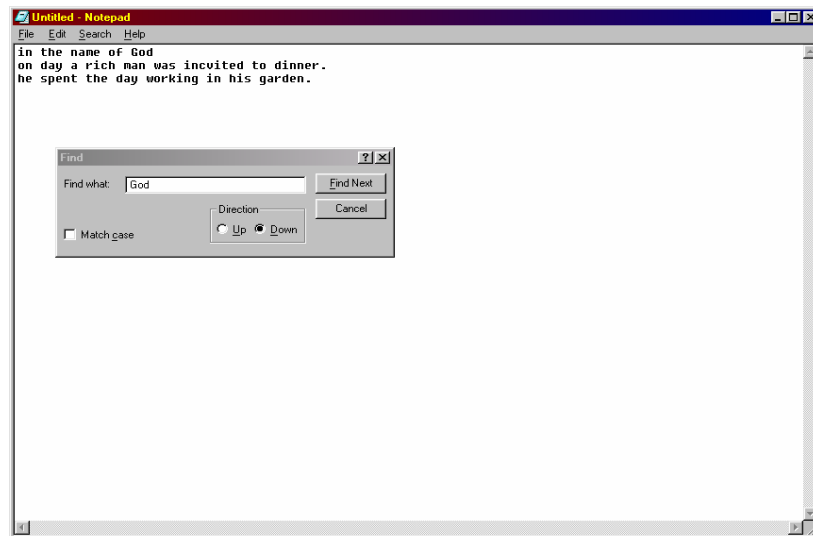 Untitled - Notepad
File Edit Search Help
in the name of God
on day a rich man was incvited to dinner.
he spent the day working in his garden.
Find
Find what: God Find Next
Direction Cancel
Match case Up Down